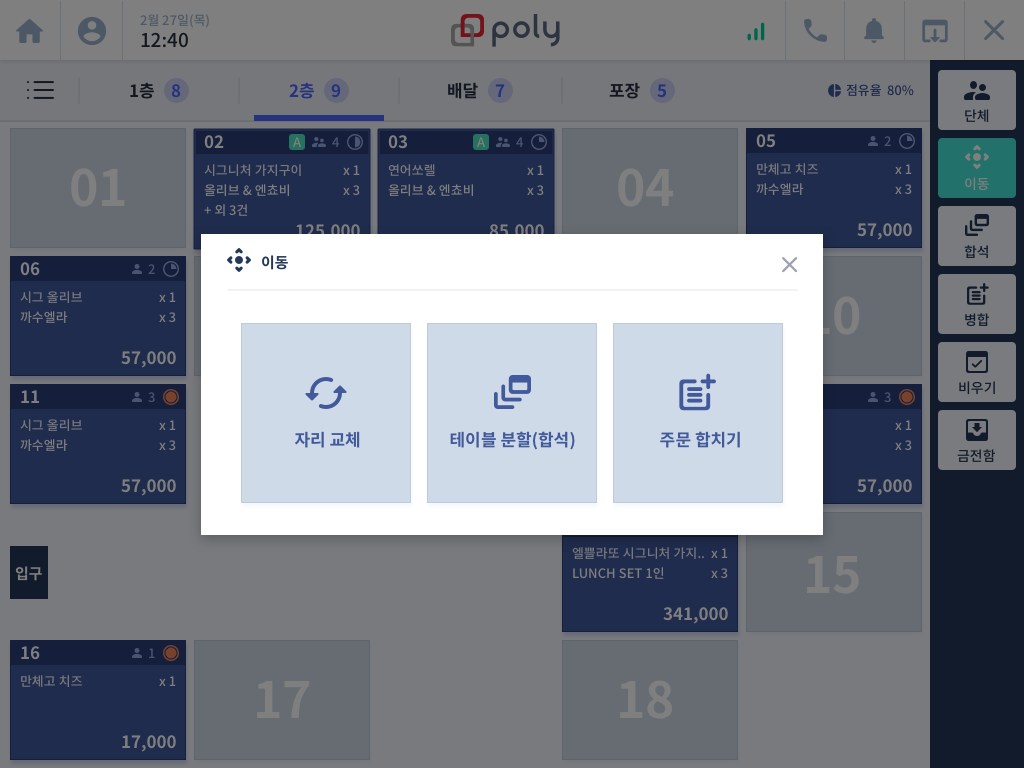 2월 27일(목)
12:40
poly
1층 8
2층 9
배달 7
포장 5
점유율 80%
단체
이동
합석
병합
비우기
금전함
01
02 A 4
시그니처 가지구이 x 1
올리브 & 엔쵸비 x 3
+ 외 3건
125,000
03 A 4
연어쏘렐 x 1
올리브 & 엔쵸비 x 3
85,000
04
05 2
만체고 치즈 x 1
까수엘라 x 3
57,000
06 2
시그 올리브 x 1
까수엘라 x 3
57,000
10
이동
자리 교체
테이블 분할(합석)
주문 합치기
11 3
시그 올리브 x 1
까수엘라 x 3
57,000
3
x 1
x 3
57,000
입구
엘쁠라또 시그니처 가지.. x 1
LUNCH SET 1인 x 3
341,000
15
16 1
만체고 치즈 x 1
17,000
17
18